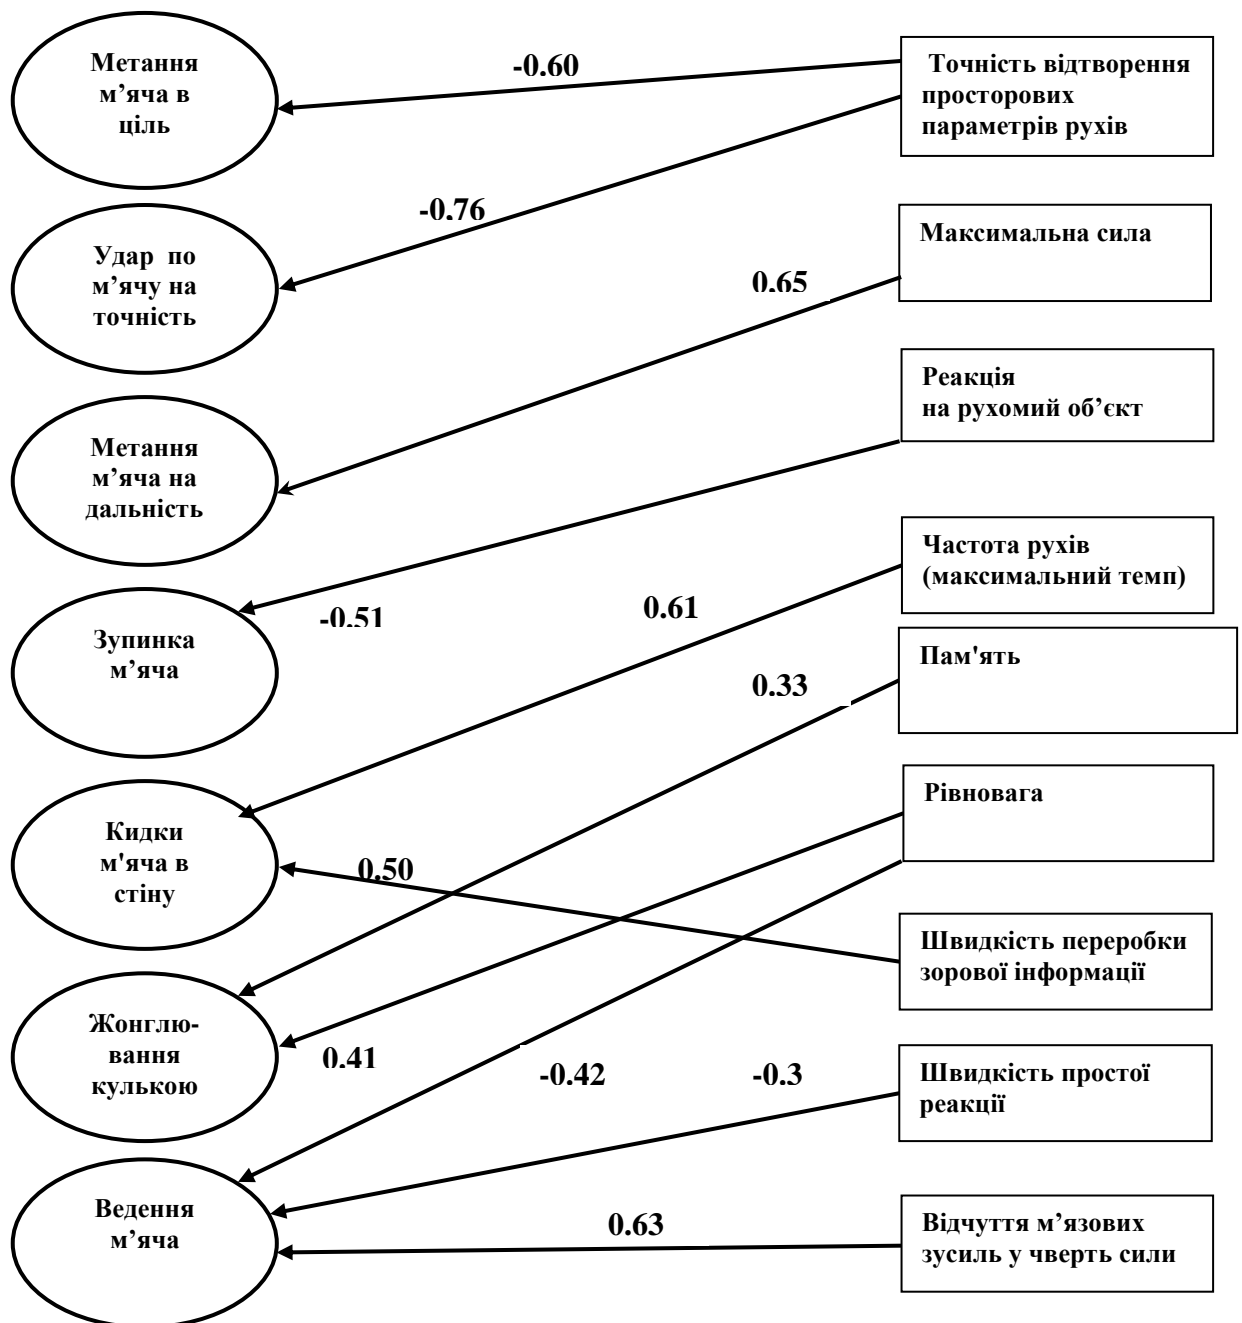 Метання
м’яча в
ціль
-0.60
Точність відтворення
просторових
параметрів рухів
-0.76
Удар по
м’ячу на
точність
Максимальна сила
0.65
Реакція
на рухомий об’єкт
Метання
м’яча на
дальність
Частота рухів
(максимальний темп)
-0.51
0.61
Зупинка
м’яча
Пам'ять
0.33
Рівновага
Кидки
м'яча в
стіну
0.50
Швидкість переробки
зорової інформації
Жонглю-
вання
кулькою
0.41
-0.42
-0.3
Швидкість простої
реакції
Ведення
м’яча
0.63
Відчуття м’язових
зусиль у чверть сили